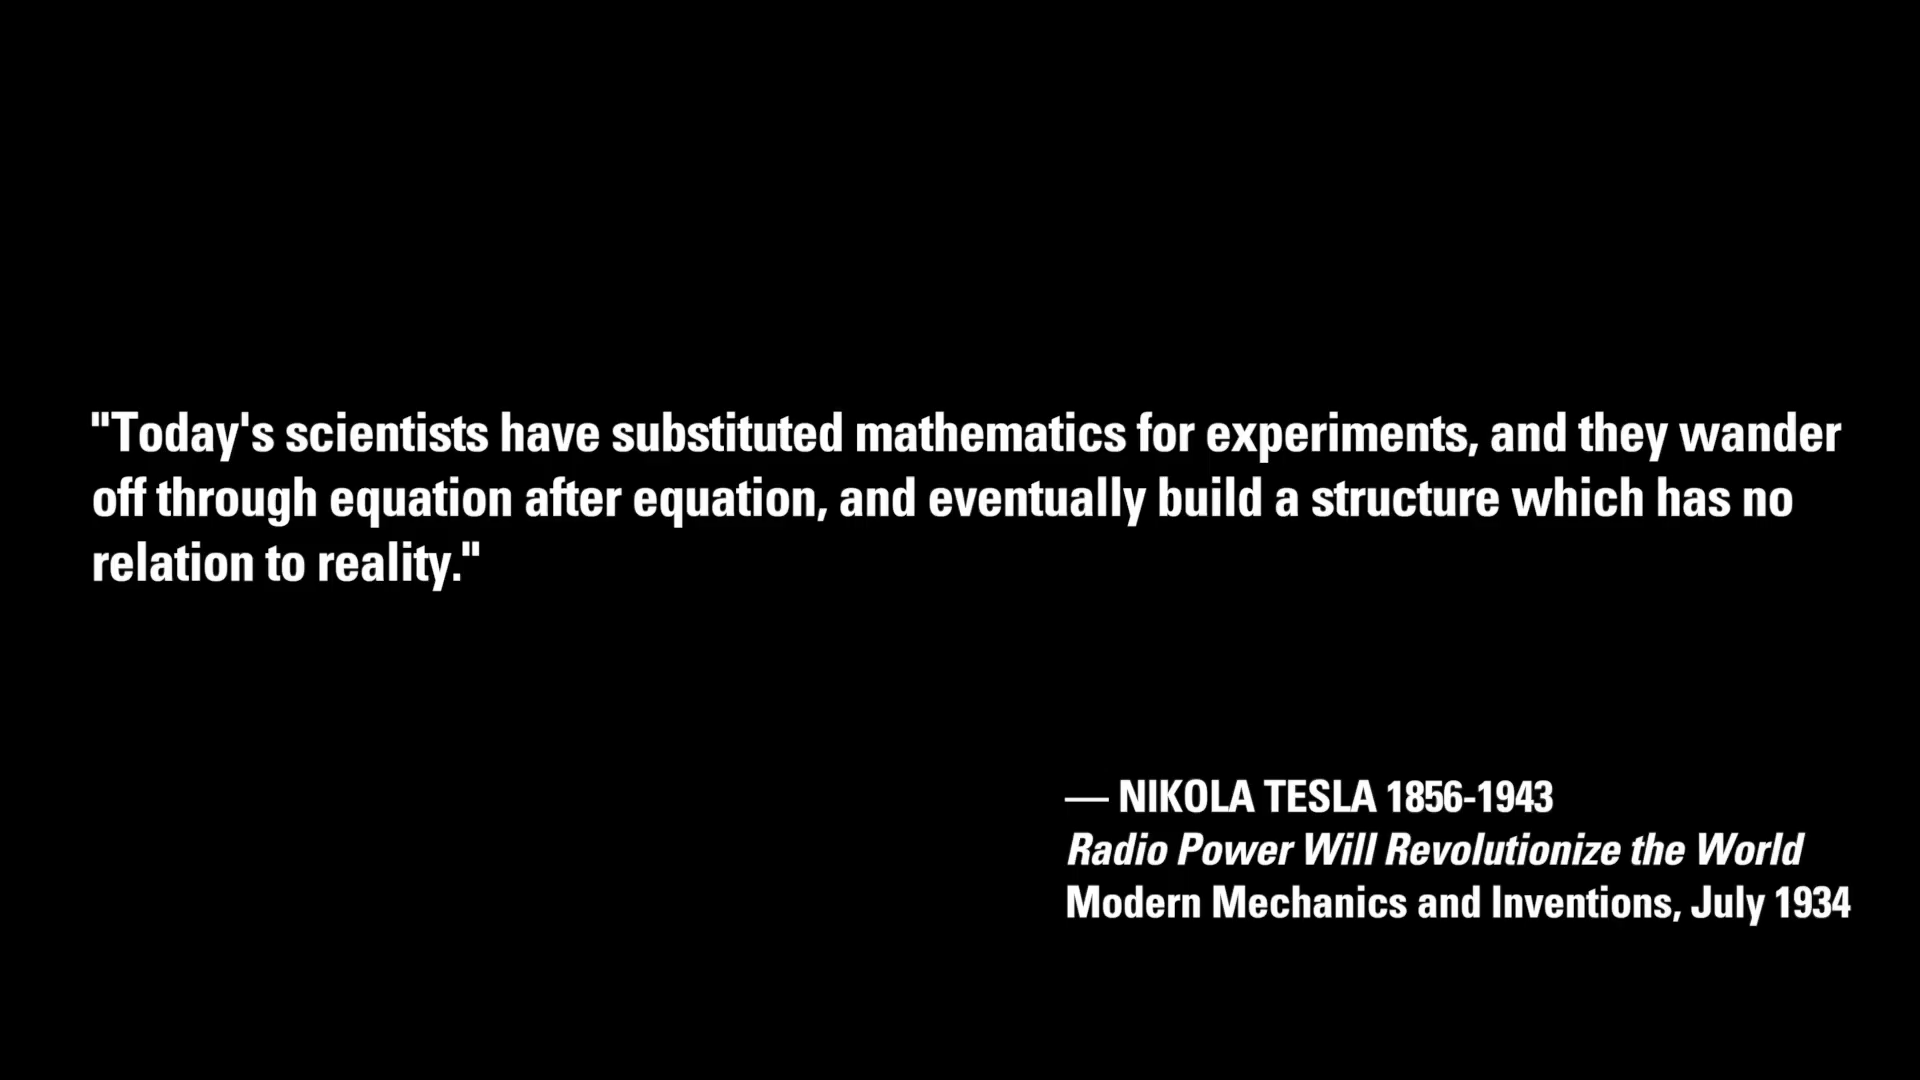 "Today's scientists have substituted mathematics for experiments, and they wander
off through equation after equation, and eventually build a structure which has no
relation to reality."
— NIKOLA TESLA 1856-1943
Radio Power Will Revolutionize the World
Modern Mechanics and Inventions, July 1934